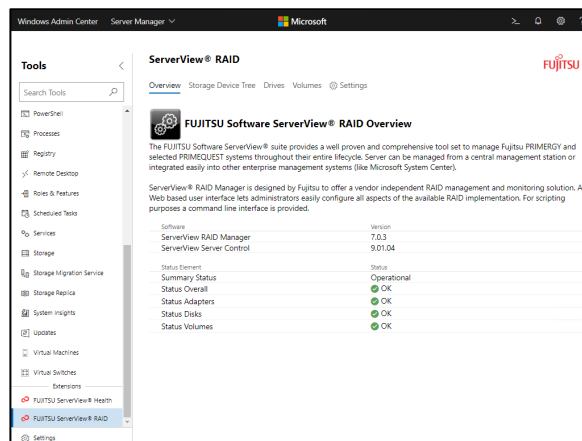 Windows Admin Center Server Manager Microsoft
Tools
Search Tools
PowerShell
Processes
Registry
Remote Desktop
Roles & Features
Scheduled Tasks
Services
Storage
Storage Migration Service
Storage Replica
System Insights
Updates
Virtual Machines
Virtual Switches
Extensions
FUJITSU ServerView® Health
FUJITSU ServerView® RAID
Settings
ServerView® RAID
FUJITSU
Overview Storage Device Tree Drives Volumes Settings
FUJITSU Software ServerView® RAID Overview
The FUJITSU Software ServerView® suite provides a well proven and comprehensive tool set to manage Fujitsu PRIMERGY and
selected PRIMEQUEST systems throughout their entire lifecycle. Server can be managed from a central management station or
integrated easily into other enterprise management systems (like Microsoft System Center).
ServerView® RAID Manager is designed by Fujitsu to offer a vendor independent RAID management and monitoring solution. A
Web based user interface lets administrators easily configure all aspects of the available RAID implementation. For scripting
purposes a command line interface is provided.
Software Version
ServerView RAID Manager 7.0.3
ServerView Server Control 9.01.04
Status Element Status
Summary Status Operational
Status Overall OK
Status Adapters OK
Status Disks OK
Status Volumes OK